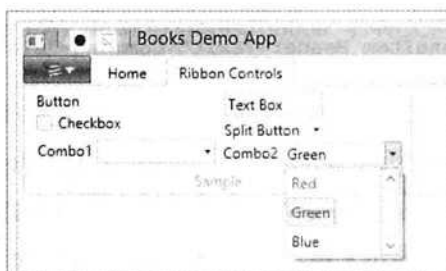 Books Demo App
Home Ribbon Controls
Button Text Box
Checkbox Split Button
Combo1 Combo2 Green
Sample Red
Green
Blue